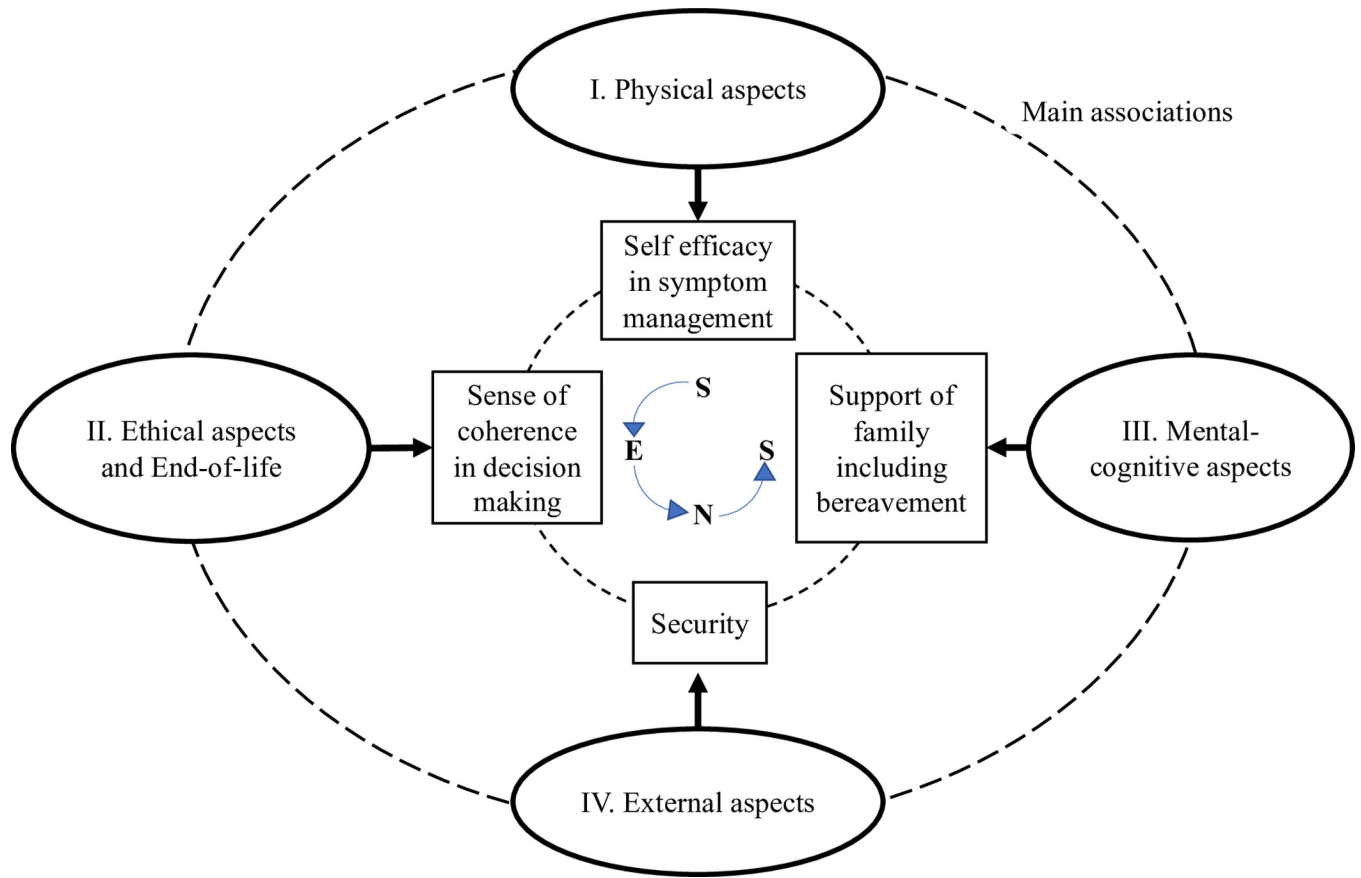 I. Physical aspects
Main associations
Self efficacy
in symptom
management
II. Ethical aspects
and End-of-life
Sense of
coherence
in decision
making
S
E
N
S
Support of
family
including
bereavement
III. Mental-
cognitive aspects
Security
IV. External aspects